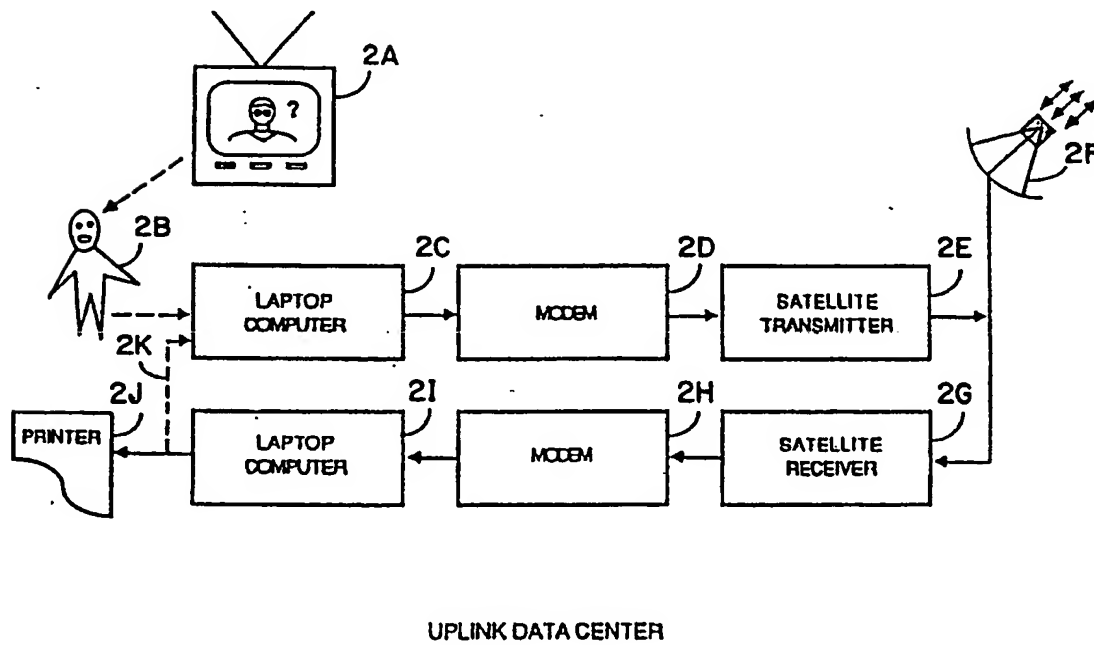 2A
?
2F
2B
2C
2D
2E
LAPTOP
COMPUTER
MODEM
SATELLITE
TRANSMITTER
2K
2J
2I
2H
2G
PRINTER
LAPTOP
COMPUTER
MODEM
SATELLITE
RECEIVER
UPLINK DATA CENTER